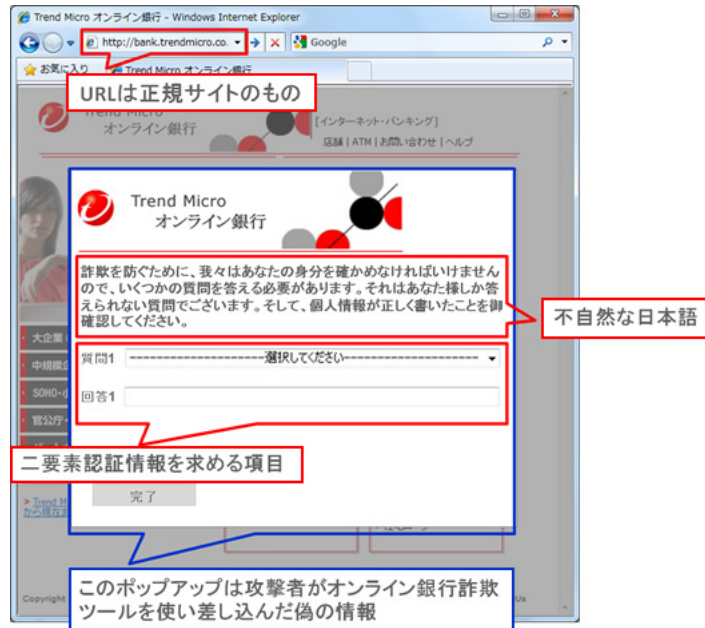 Trend Micro オンライン銀行 - Windows Internet Explorer
http://bank.trendmicro.co.
Google
お気に入り
Trend Micro オンライン銀行
URLは正規サイトのもの
Trend Micro
オンライン銀行
[インターネット・バンキング]
店舗 | ATM | お問い合わせ | ヘルプ
Trend Micro
オンライン銀行
詐欺を防ぐために、我々はあなたの身分を確かめなければいけません
ので、いくつかの質問を答える必要があります。それはあなた様しか答
えられない質問でございます。そして、個人情報が正しく書いたことを御
確認してください。
不自然な日本語
大企業
中規模企
SOHO・小
官公庁・
質問1 --------------------選択してください--------------------
回答1
二要素認証情報を求める項目
完了
> Trend M
このポップアップは攻撃者がオンライン銀行詐欺
ツールを使い差し込んだ偽の情報
Copyright
Us